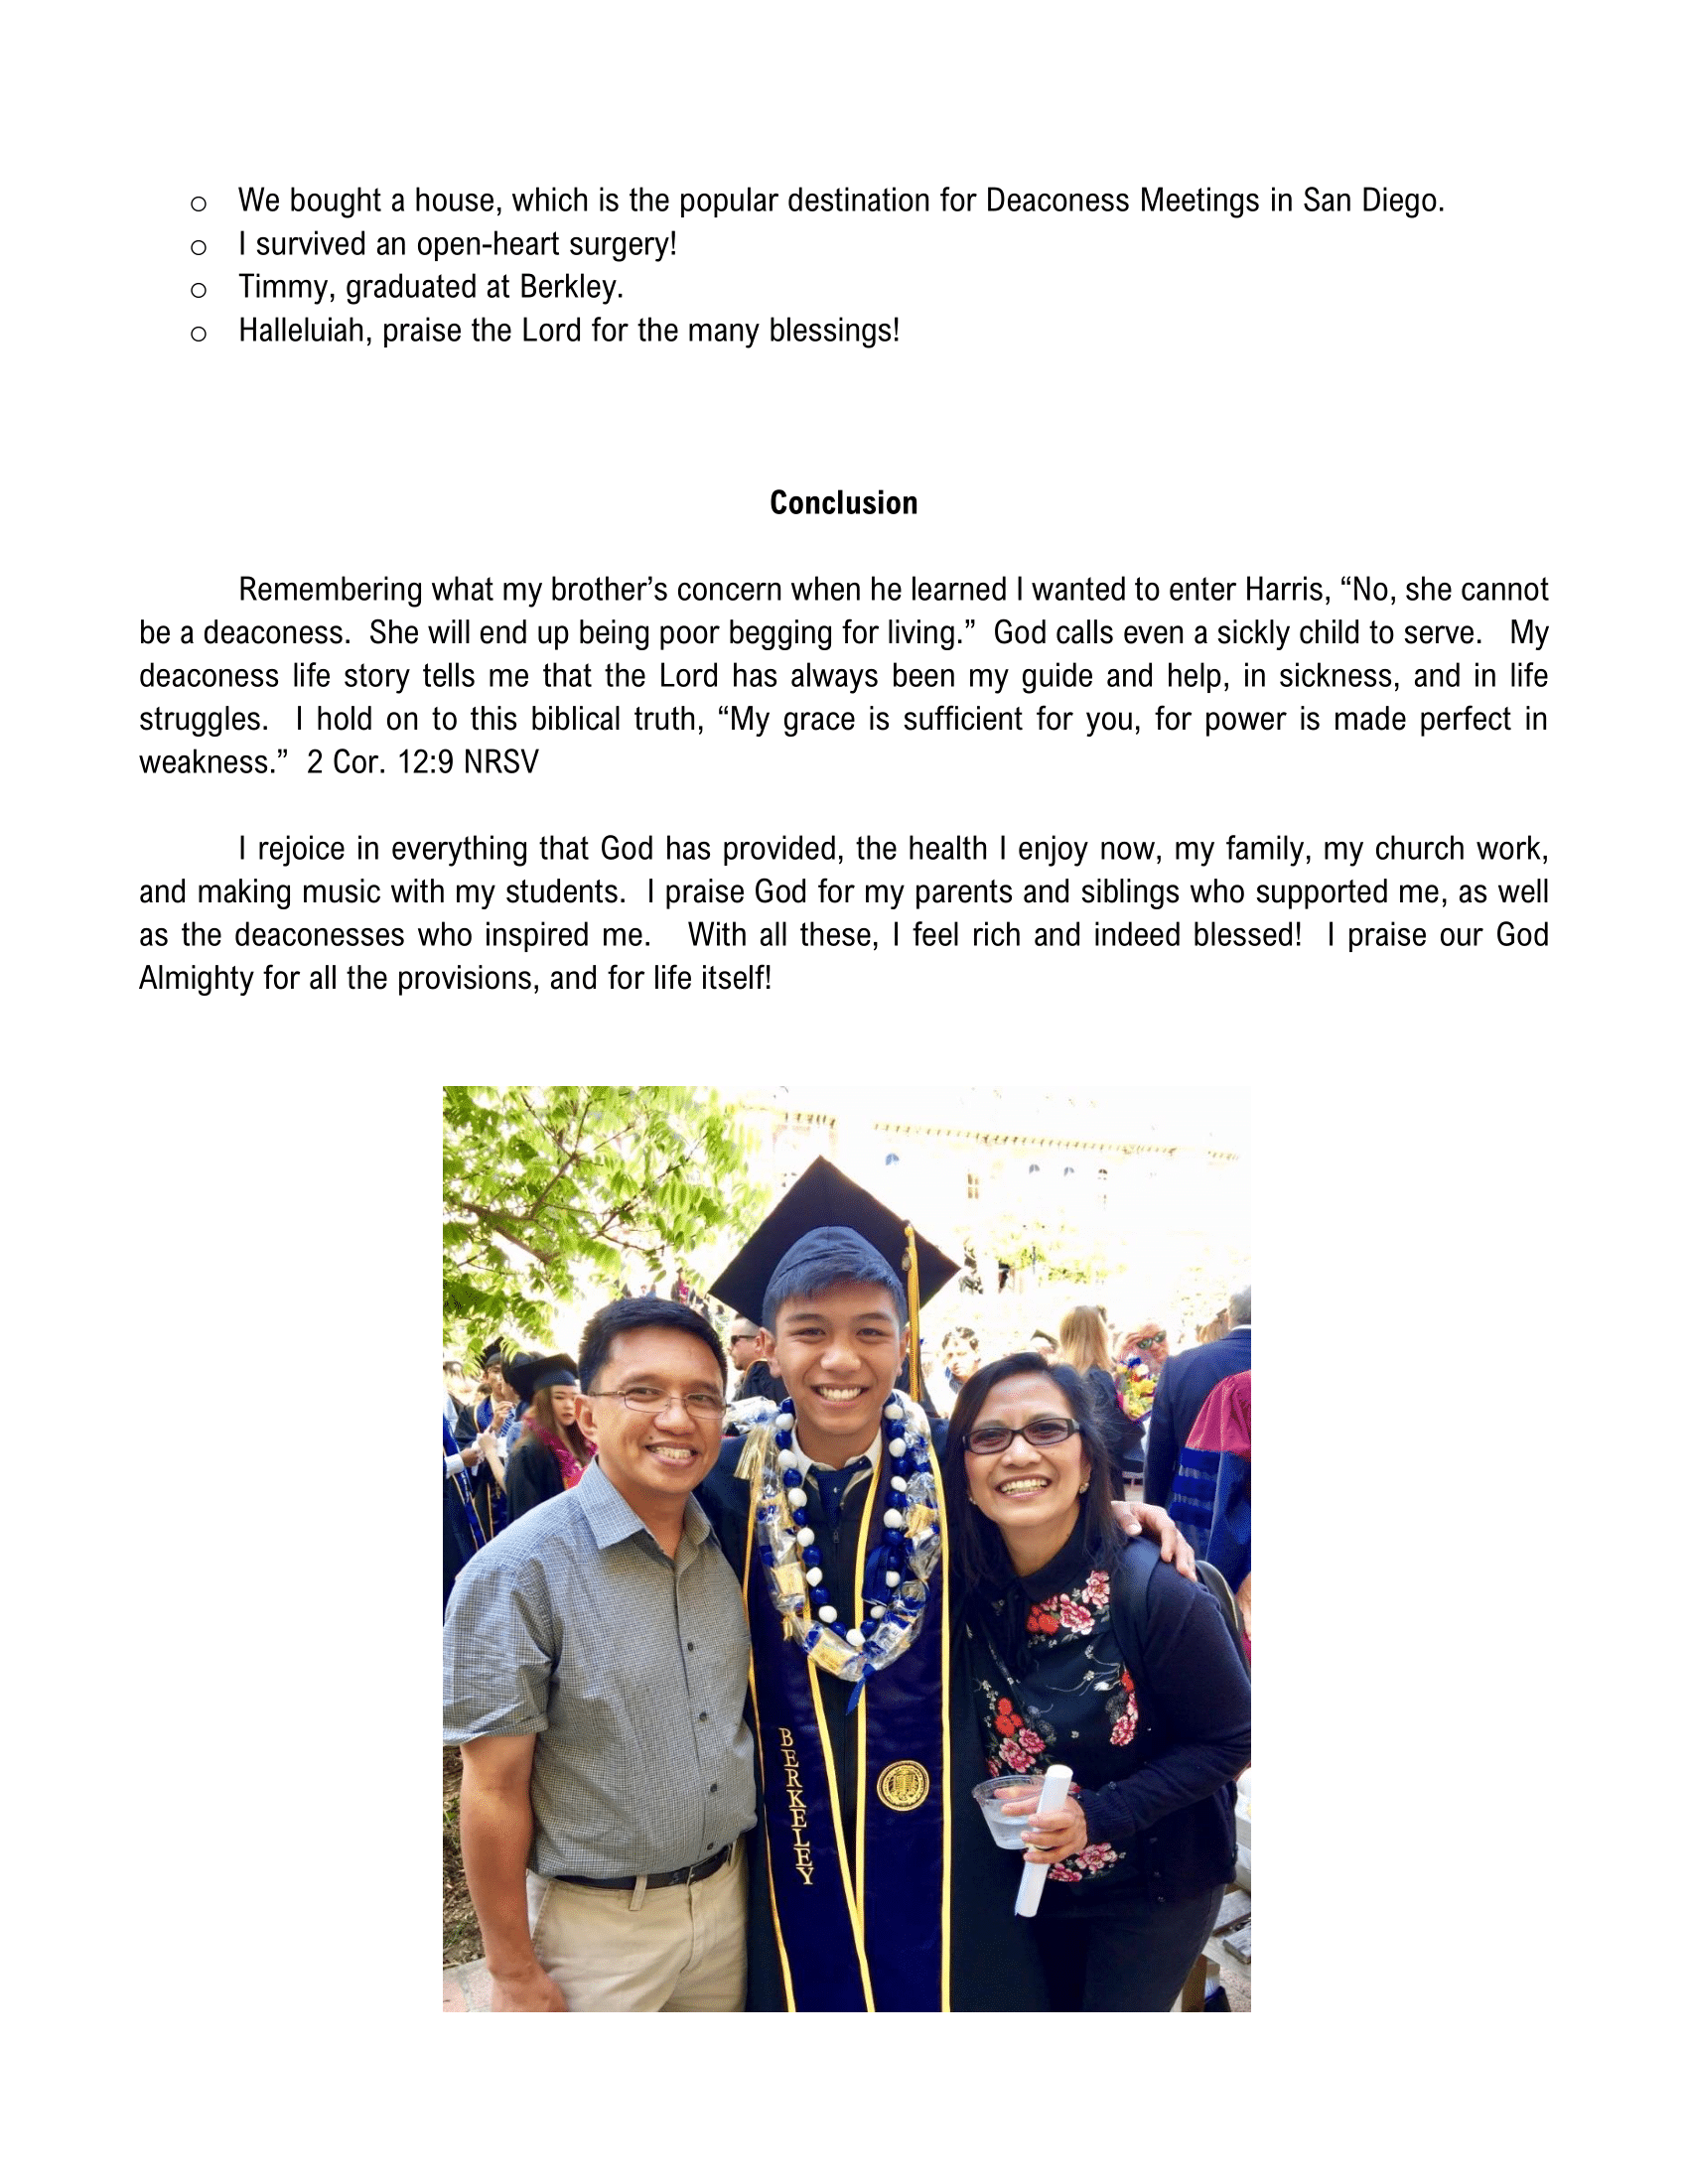 o We bought a house, which is the popular destination for Deaconess Meetings in San Diego.
o I survived an open-heart surgery!
o Timmy, graduated at Berkley.
o Halleluiah, praise the Lord for the many blessings!
Conclusion
Remembering what my brother’s concern when he learned I wanted to enter Harris, “No, she cannot
be a deaconess. She will end up being poor begging for living.” God calls even a sickly child to serve. My
deaconess life story tells me that the Lord has always been my guide and help, in sickness, and in life
struggles. I hold on to this biblical truth, “My grace is sufficient for you, for power is made perfect in
weakness.” 2 Cor. 12:9 NRSV
I rejoice in everything that God has provided, the health I enjoy now, my family, my church work,
and making music with my students. I praise God for my parents and siblings who supported me, as well
as the deaconesses who inspired me. With all these, I feel rich and indeed blessed! I praise our God
Almighty for all the provisions, and for life itself!
BERKELEY